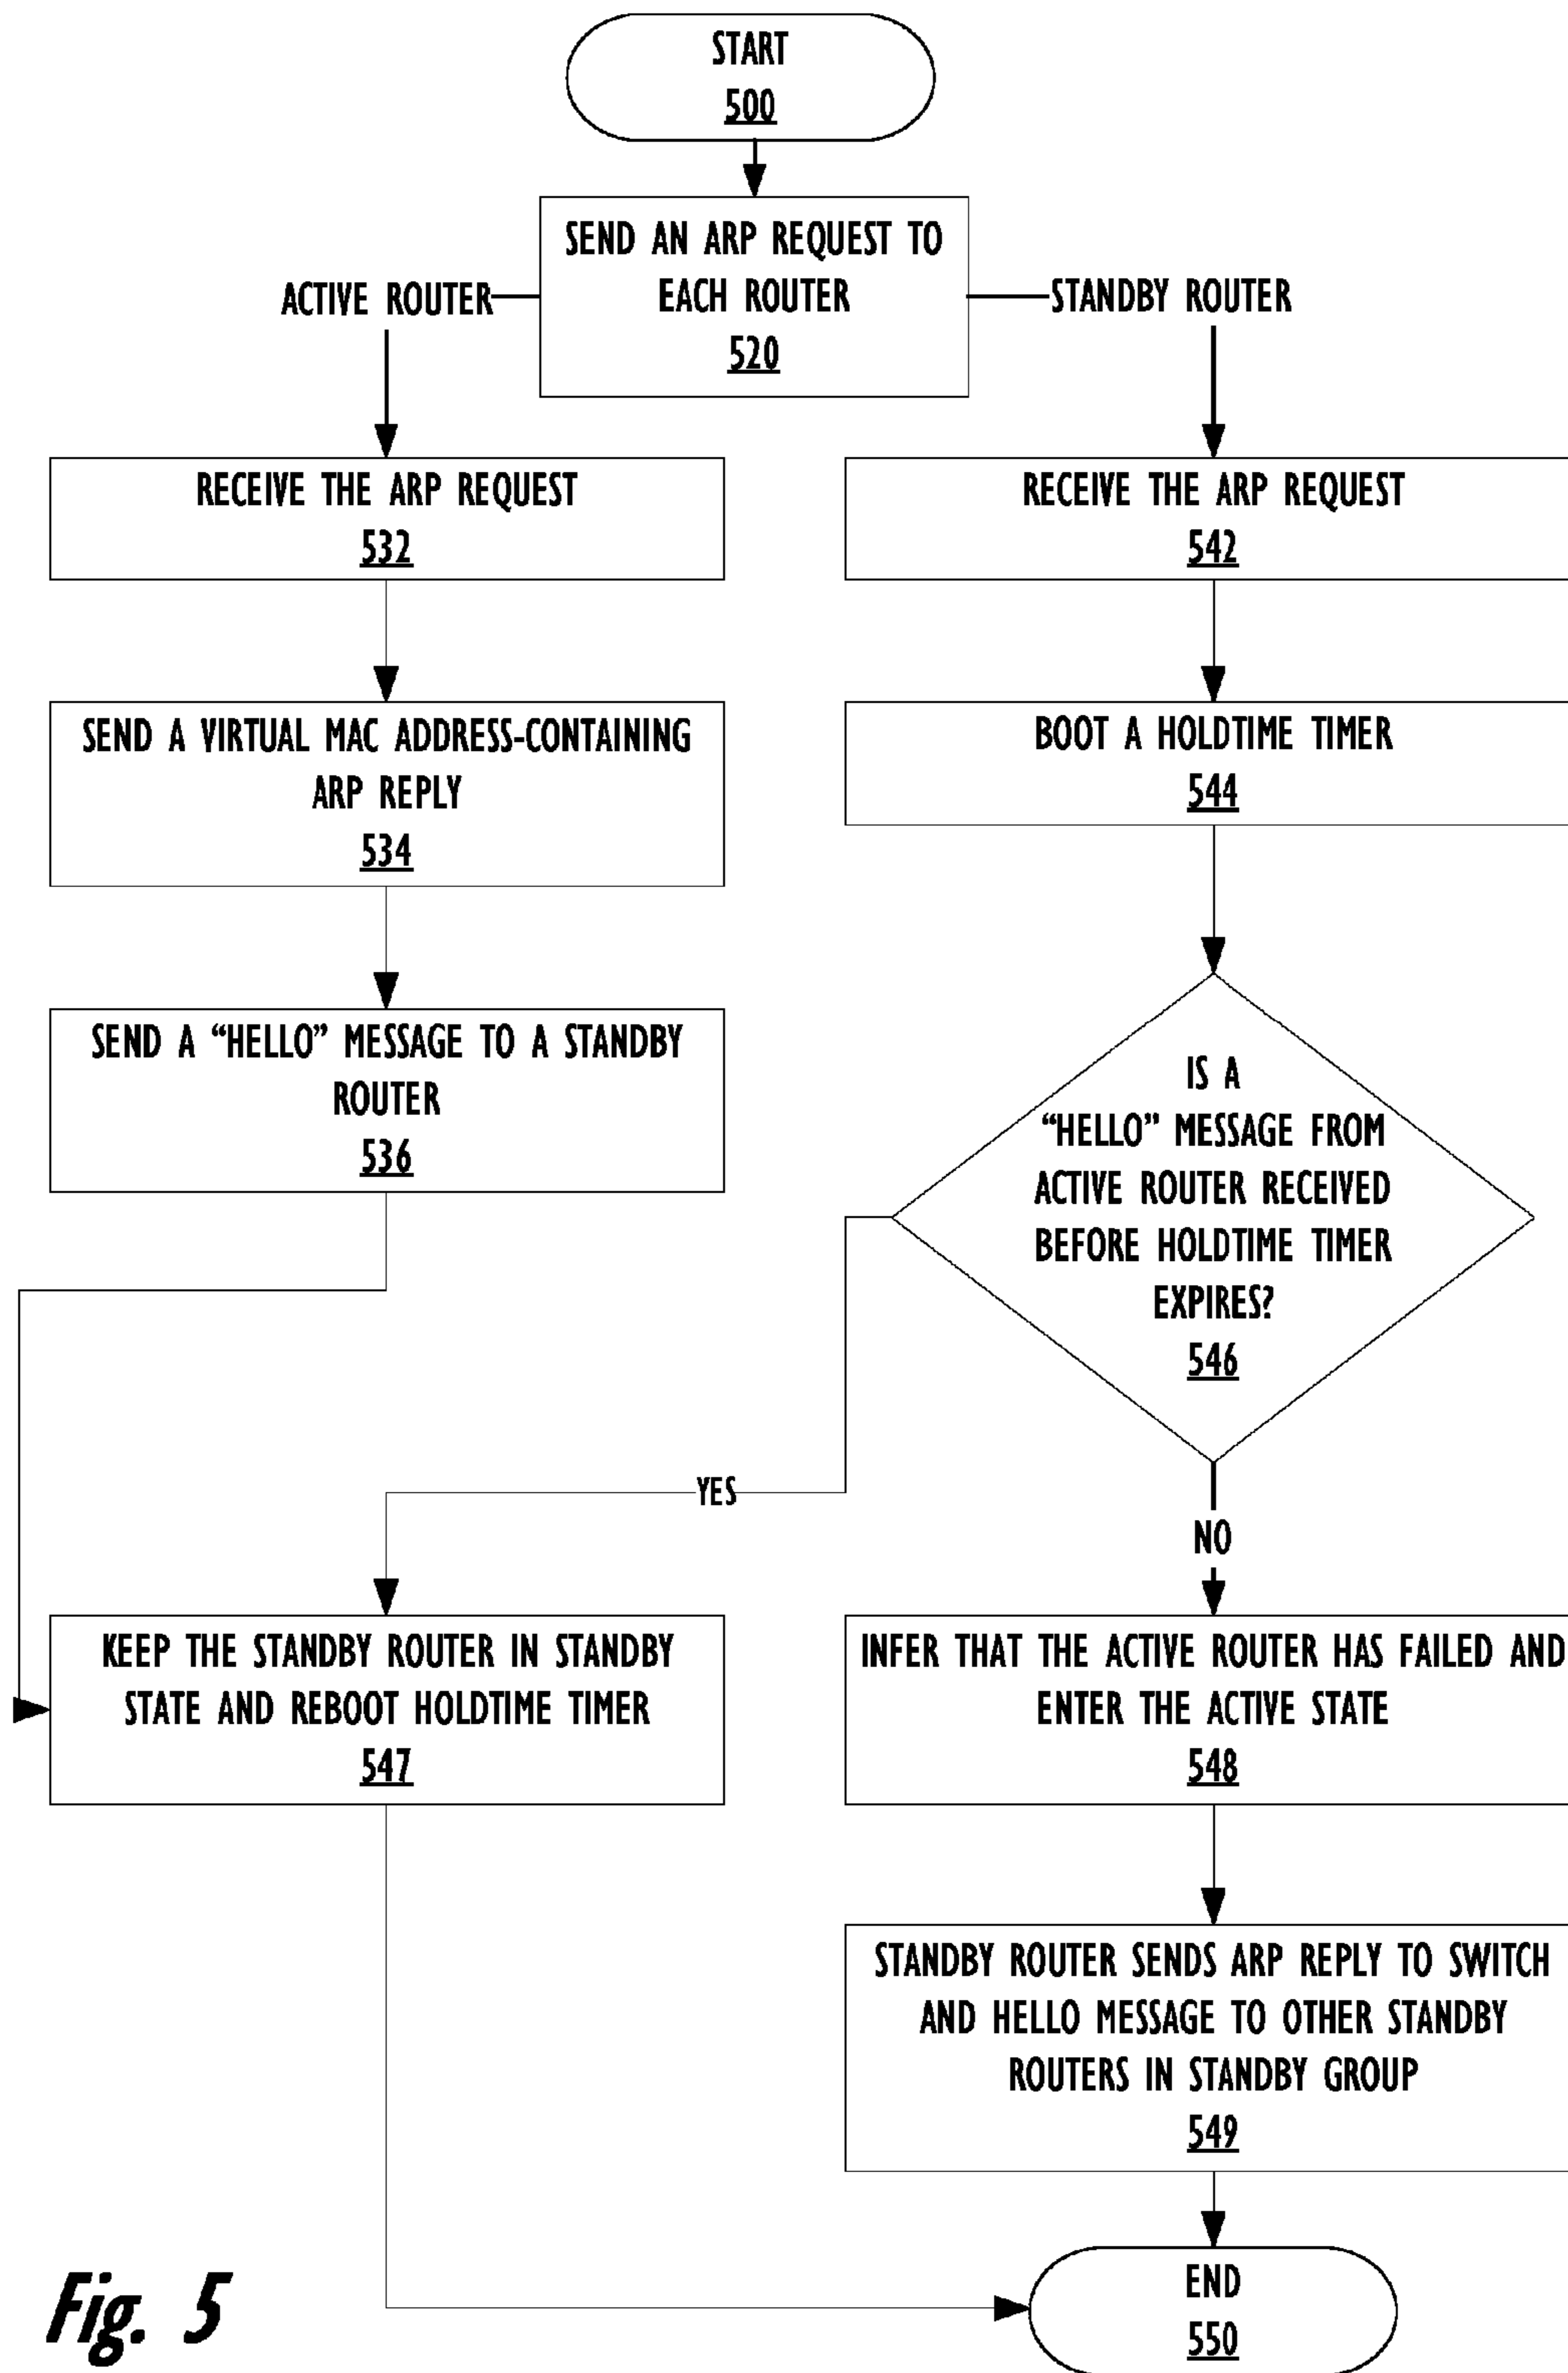 START
500
SEND AN ARP REQUEST TO
EACH ROUTER
520
ACTIVE ROUTER
STANDBY ROUTER
RECEIVE THE ARP REQUEST
532
RECEIVE THE ARP REQUEST
542
SEND A VIRTUAL MAC ADDRESS-CONTAINING
ARP REPLY
534
BOOT A HOLDTIME TIMER
544
SEND A “HELLO” MESSAGE TO A STANDBY
ROUTER
536
IS A
“HELLO” MESSAGE FROM
ACTIVE ROUTER RECEIVED
BEFORE HOLDTIME TIMER
EXPIRES?
546
YES
NO
KEEP THE STANDBY ROUTER IN STANDBY
STATE AND REBOOT HOLDTIME TIMER
547
INFER THAT THE ACTIVE ROUTER HAS FAILED AND
ENTER THE ACTIVE STATE
548
STANDBY ROUTER SENDS ARP REPLY TO SWITCH
AND HELLO MESSAGE TO OTHER STANDBY
ROUTERS IN STANDBY GROUP
549
END
550
Fig. 5